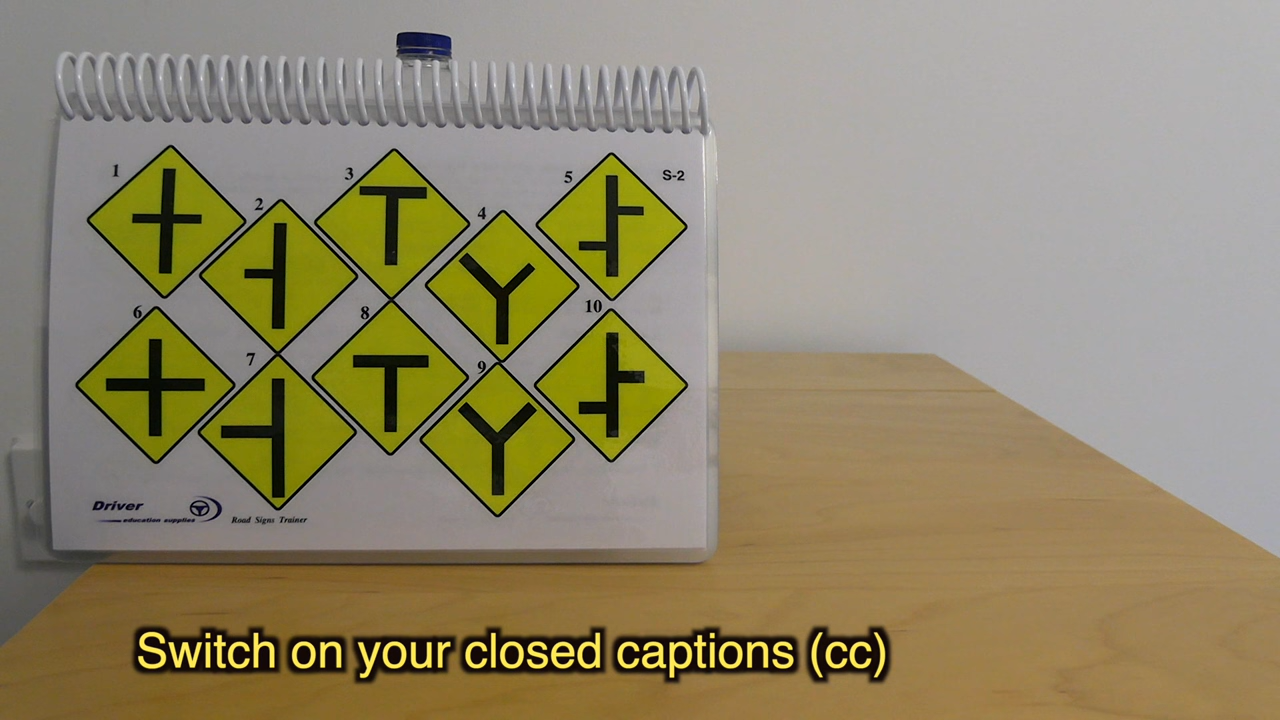 1
2
3
4
5
S-2
6
7
8
9
10
Driver
education supplies
Road Signs Trainer
Switch on your closed captions (cc)